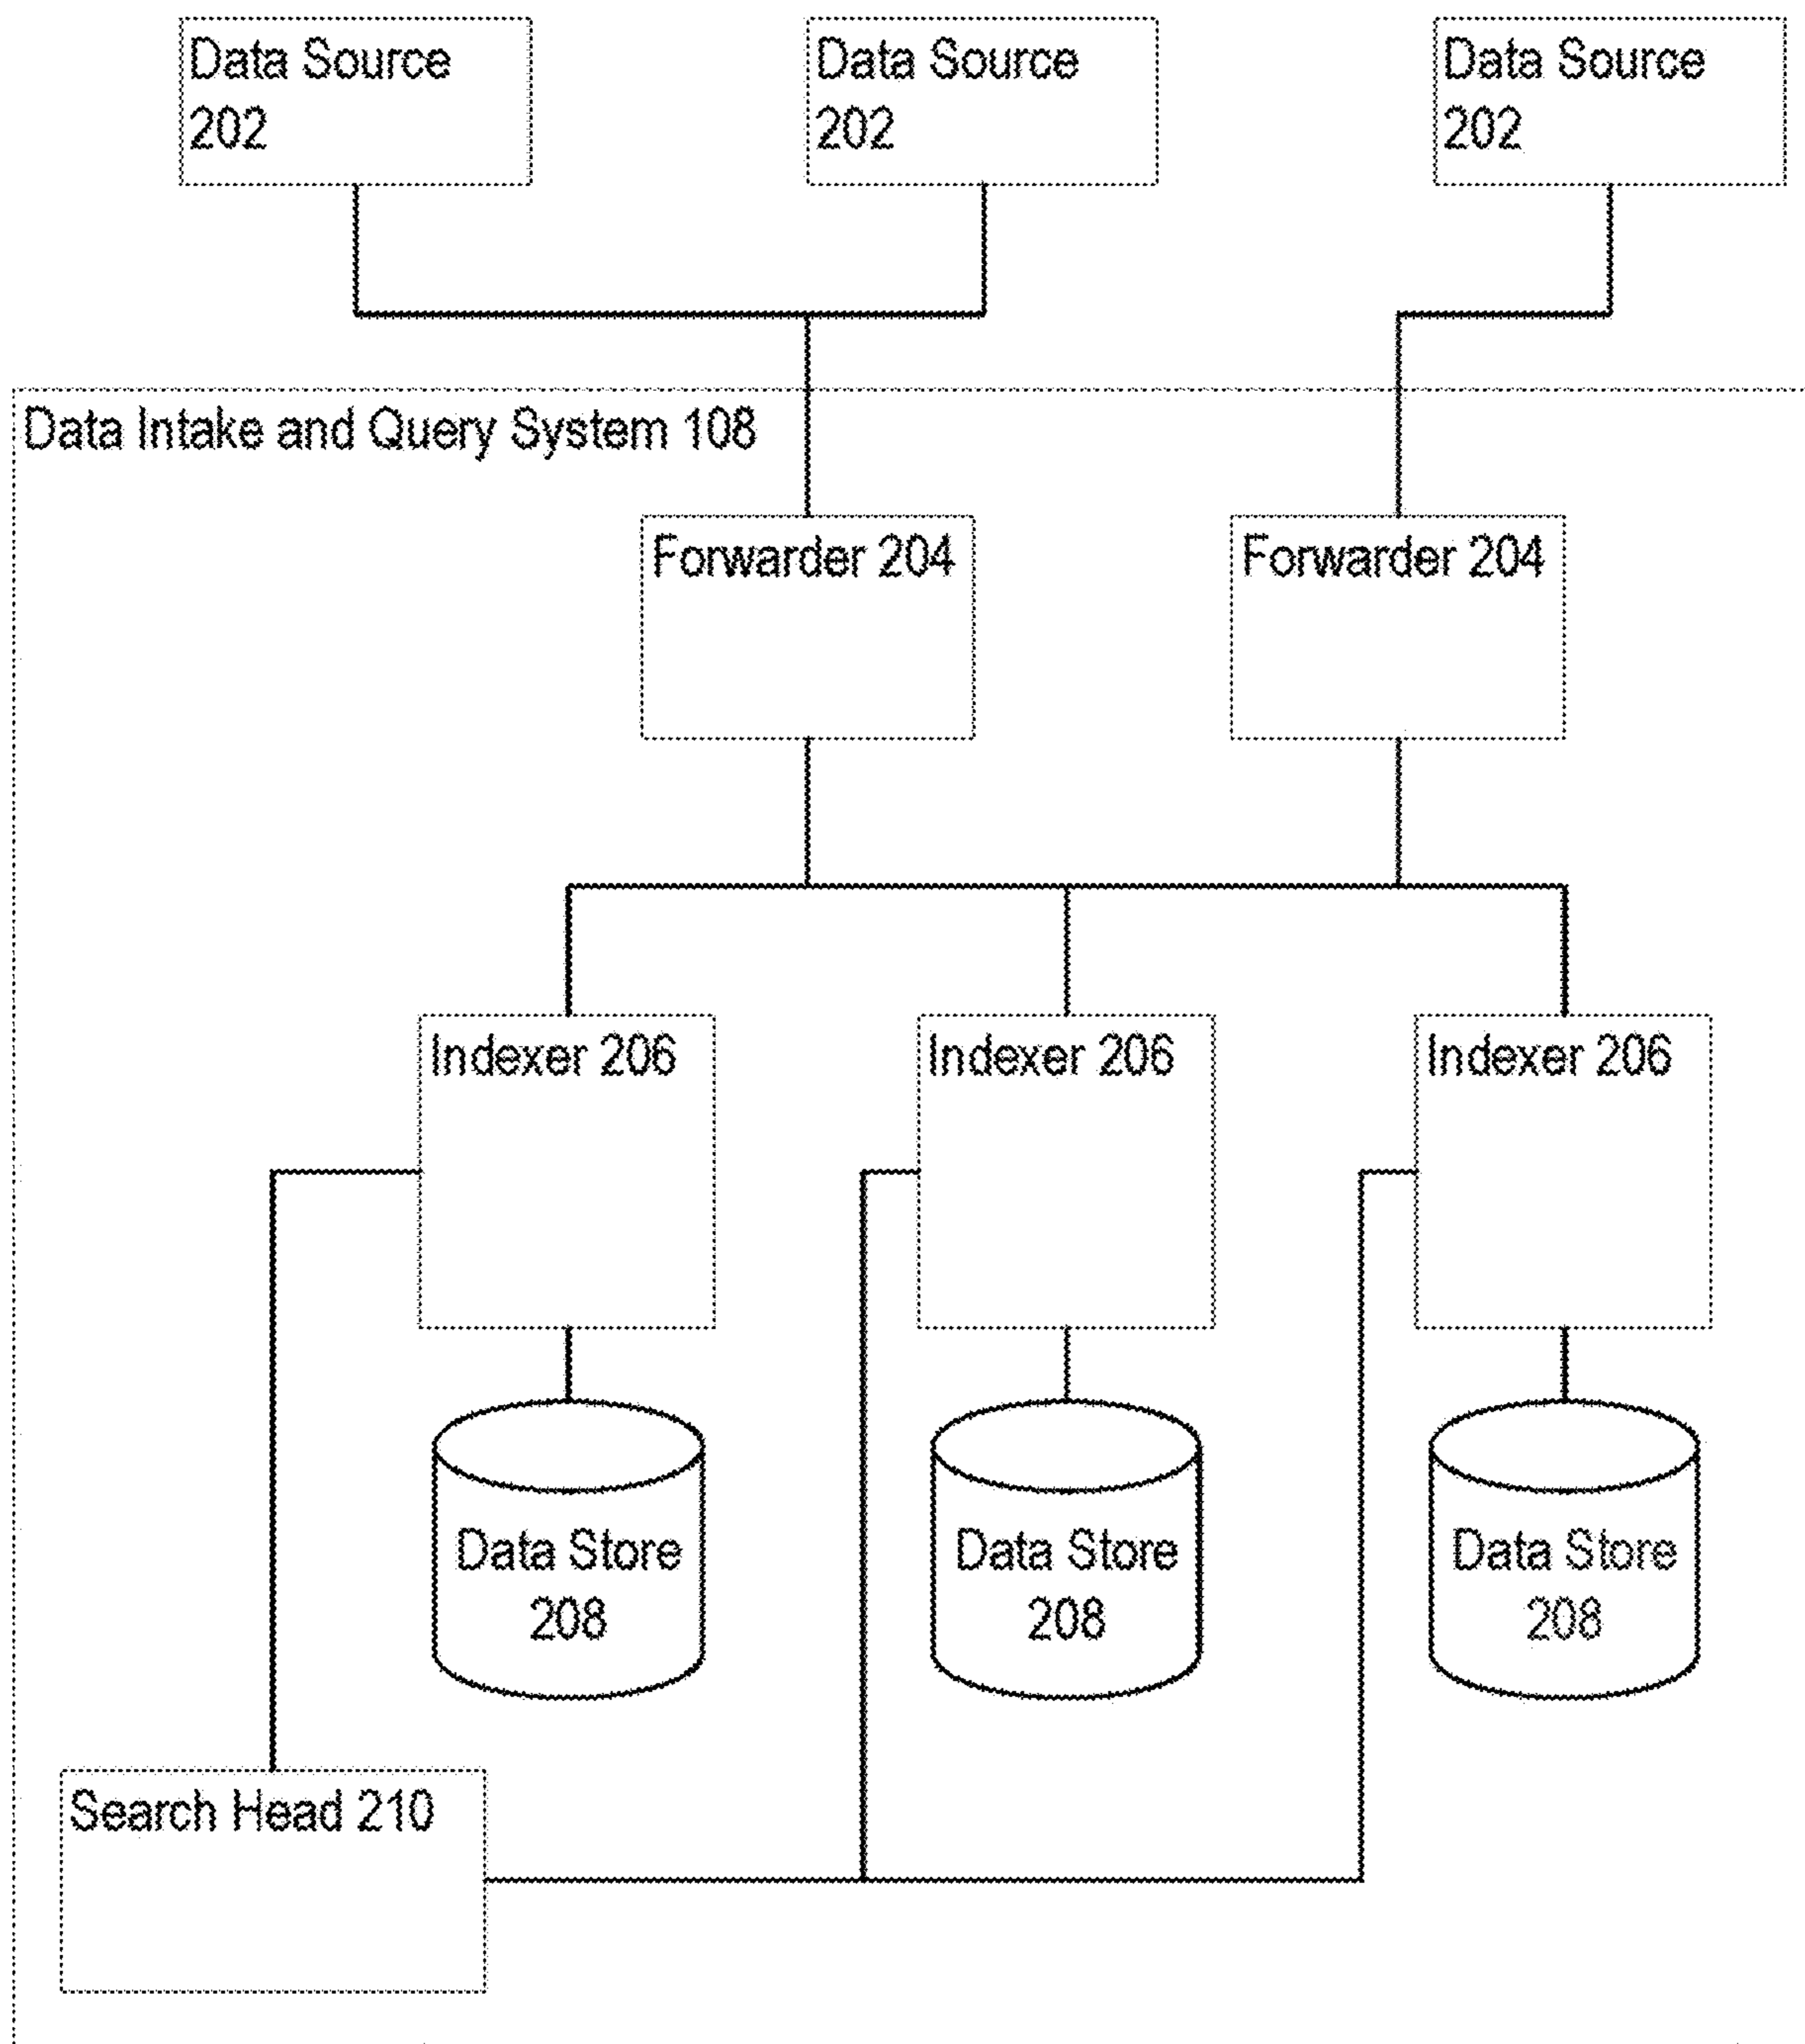 Data Source
202
Data Source
202
Data Source
202
Data Intake and Query System 108
Forwarder 204
Forwarder 204
Indexer 206
Indexer 206
Indexer 206
Data Store
208
Data Store
208
Data Store
208
Search Head 210